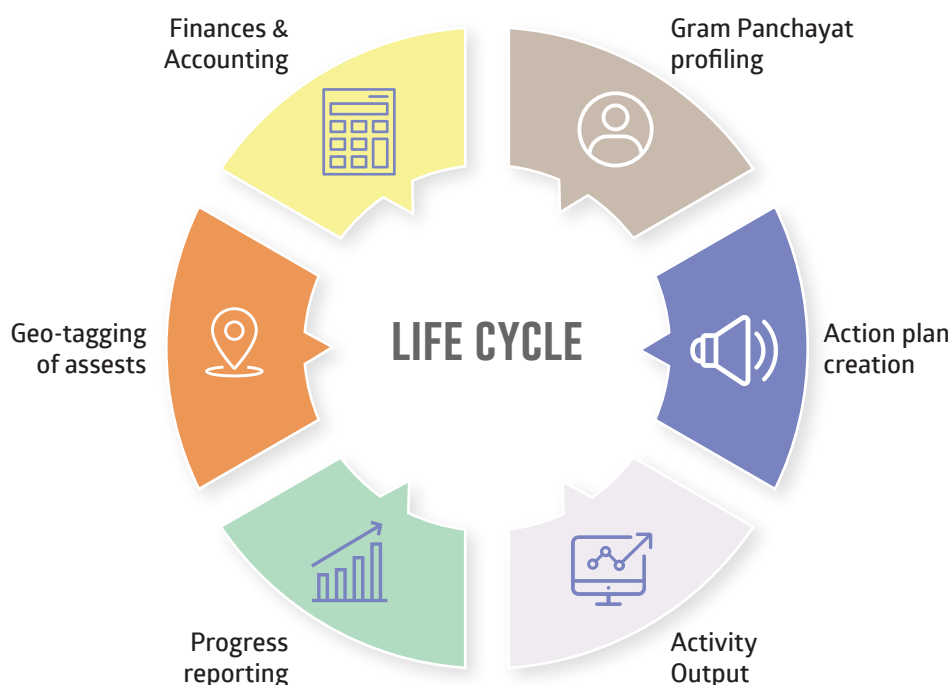 Finances &
Accounting
Gram Panchayat
profiling
Geo-tagging
of assests
LIFE CYCLE
Action plan
creation
Progress
reporting
Activity
Output